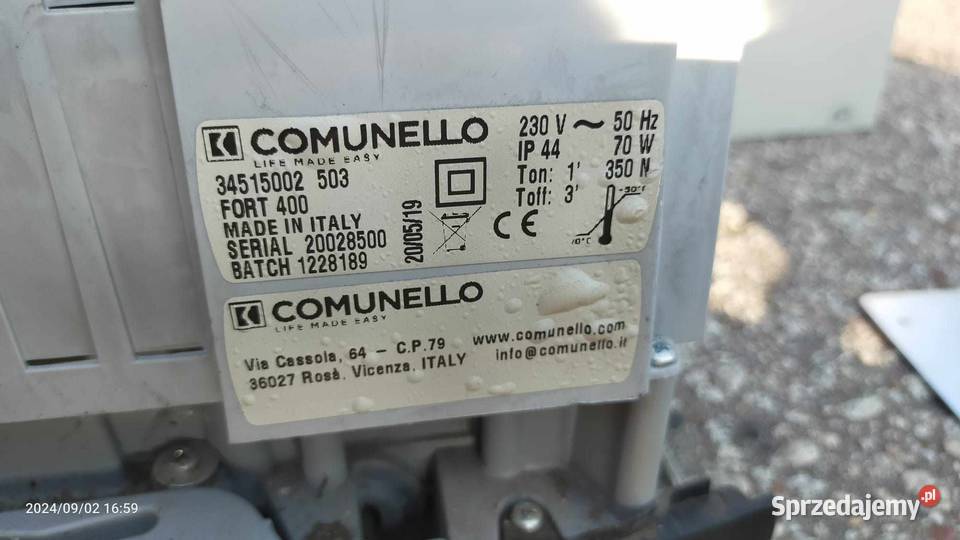 COMUNELLO
LIFE MADE EASY
34515002 503
FORT 400
MADE IN ITALY
SERIAL 20028500
BATCH 1228189
20/05/19
CE
230 V ~ 50 Hz
IP 44 70 W
Ton: 1' 350 N
Toff: 3'
COMUNELLO
LIFE MADE EASY
Via Cassola, 64 – C.P.79
36027 Rosà, Vicenza, ITALY
www.comunello.com
info@comunello.it
2024/09/02 16:59
Sprzedajemy.pl